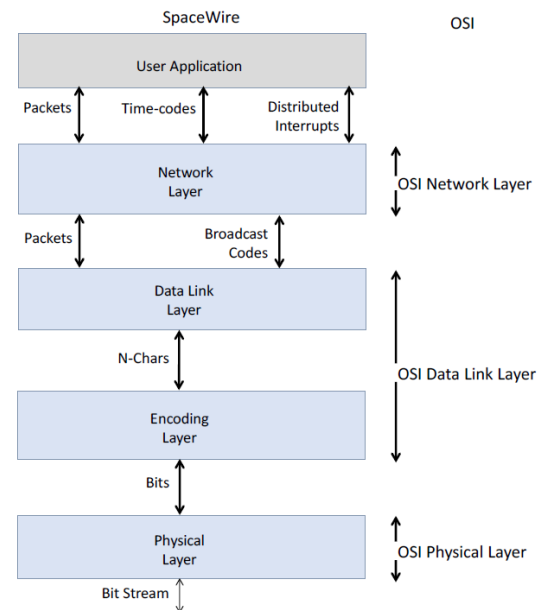 SpaceWire
OSI
User Application
Packets
Time-codes
Distributed
Interrupts
Network
Layer
OSI Network Layer
Packets
Broadcast
Codes
Data Link
Layer
N-Chars
OSI Data Link Layer
Encoding
Layer
Bits
Physical
Layer
OSI Physical Layer
Bit Stream